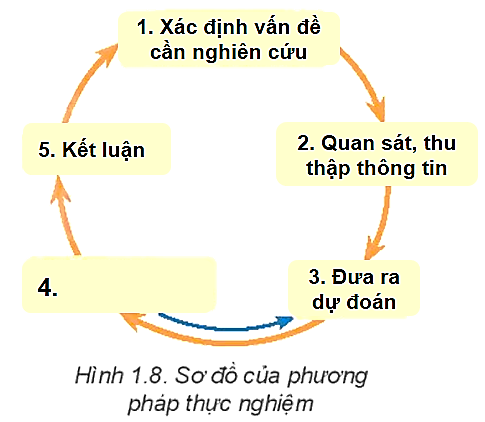 1. Xác định vấn đề
cần nghiên cứu
2. Quan sát, thu
thập thông tin
3. Đưa ra
dự đoán
4.
5. Kết luận
Hình 1.8. Sơ đồ của phương
pháp thực nghiệm